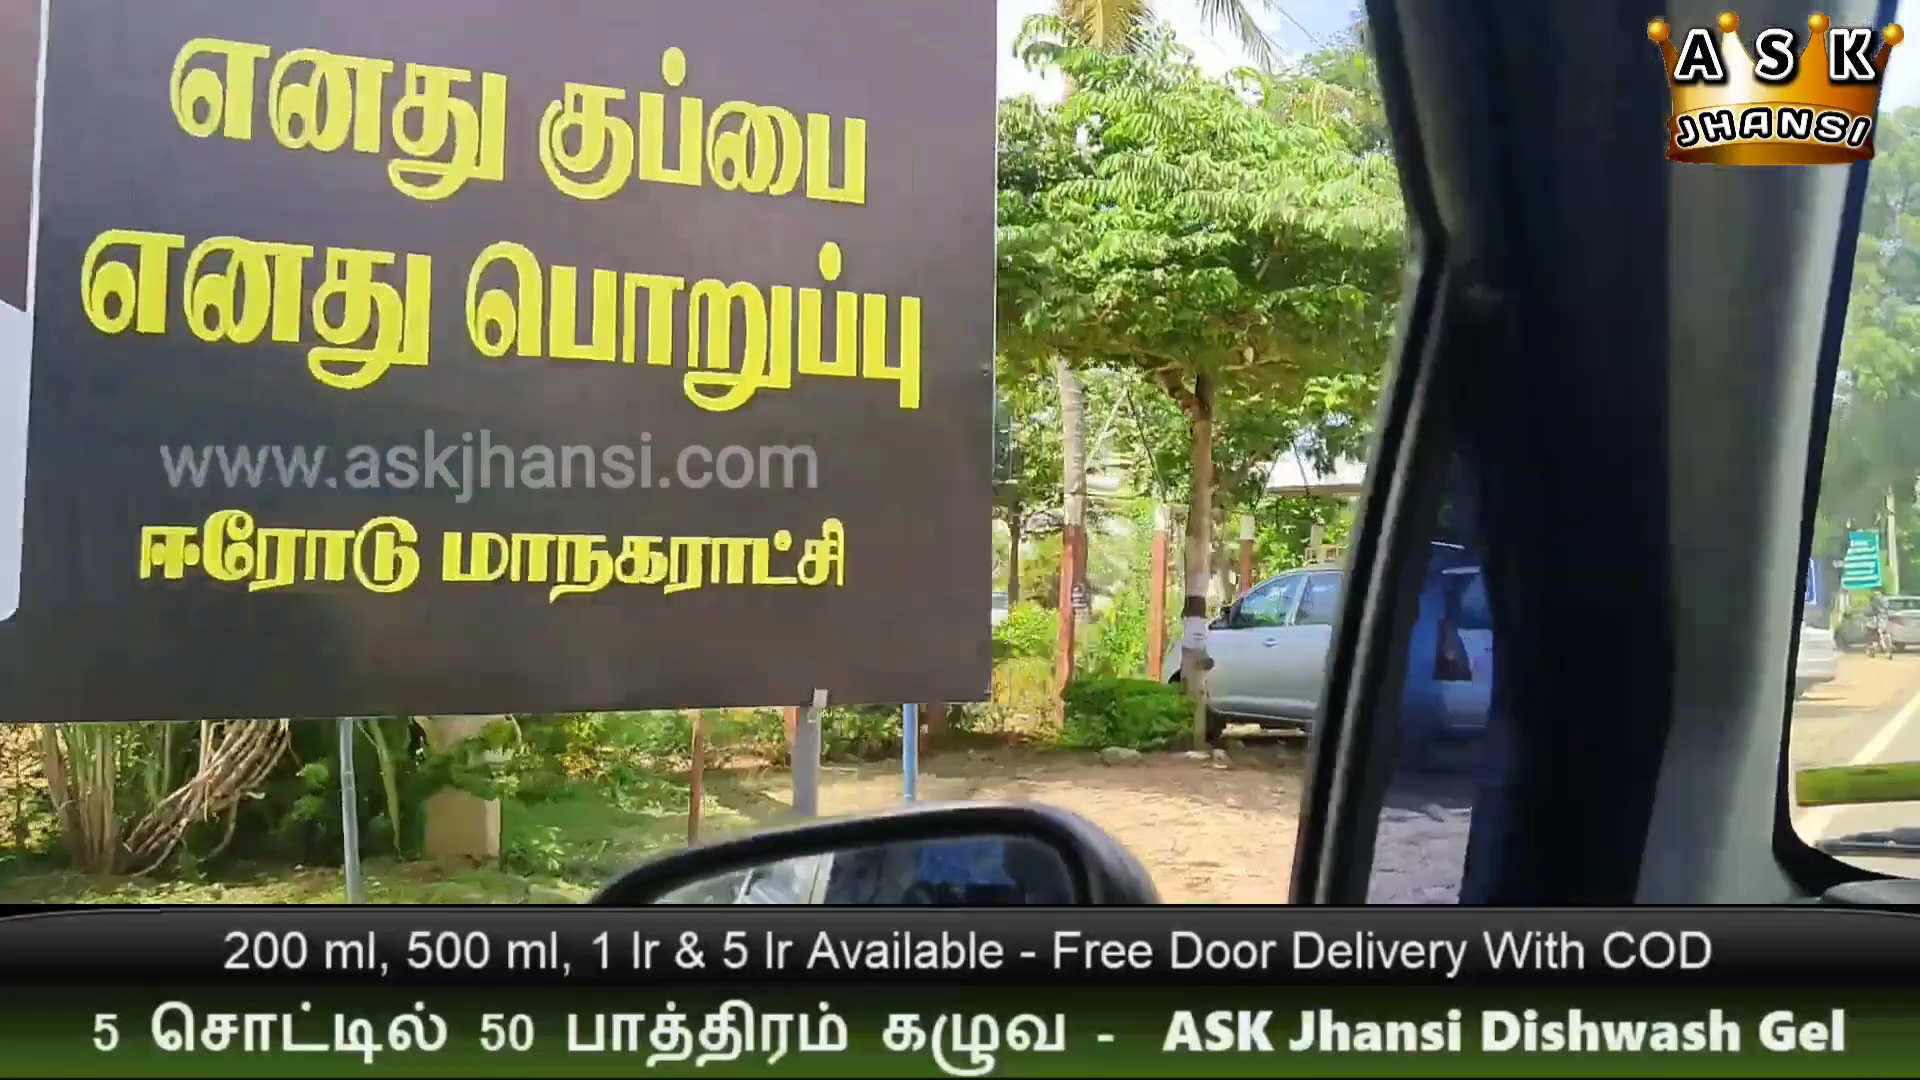 எனது குப்பை
எனது பொறுப்பு
www.askjhansi.com
ஈரோடு மாநகராட்சி
ASK
JHANSI
200 ml, 500 ml, 1 lr & 5 lr Available - Free Door Delivery With COD
5 சொட்டில் 50 பாத்திரம் கழுவ - ASK Jhansi Dishwash Gel